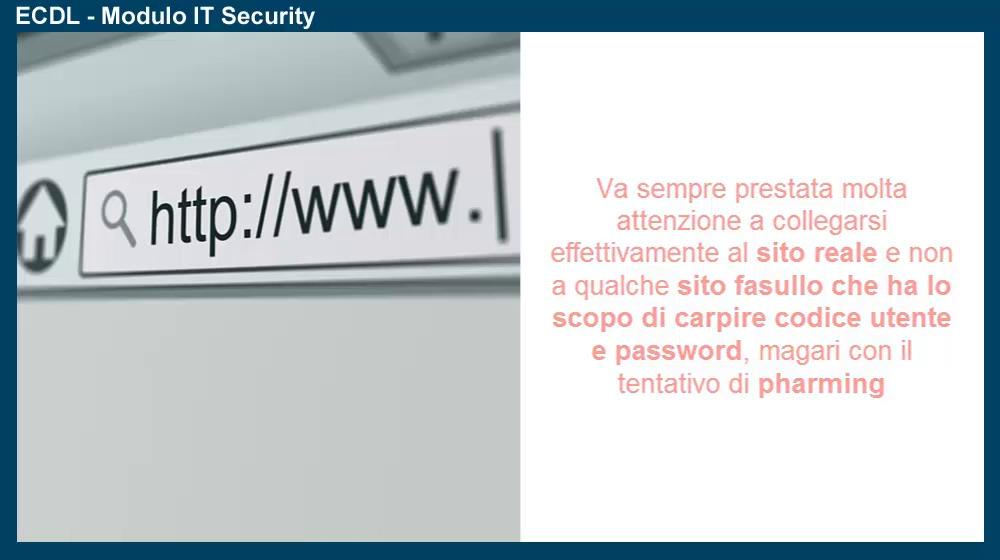 ECDL - Modulo IT Security
http://www.
Va sempre prestata molta
attenzione a collegarsi
effettivamente al sito reale e non
a qualche sito fasullo che ha lo
scopo di carpire codice utente
e password, magari con il
tentativo di pharming